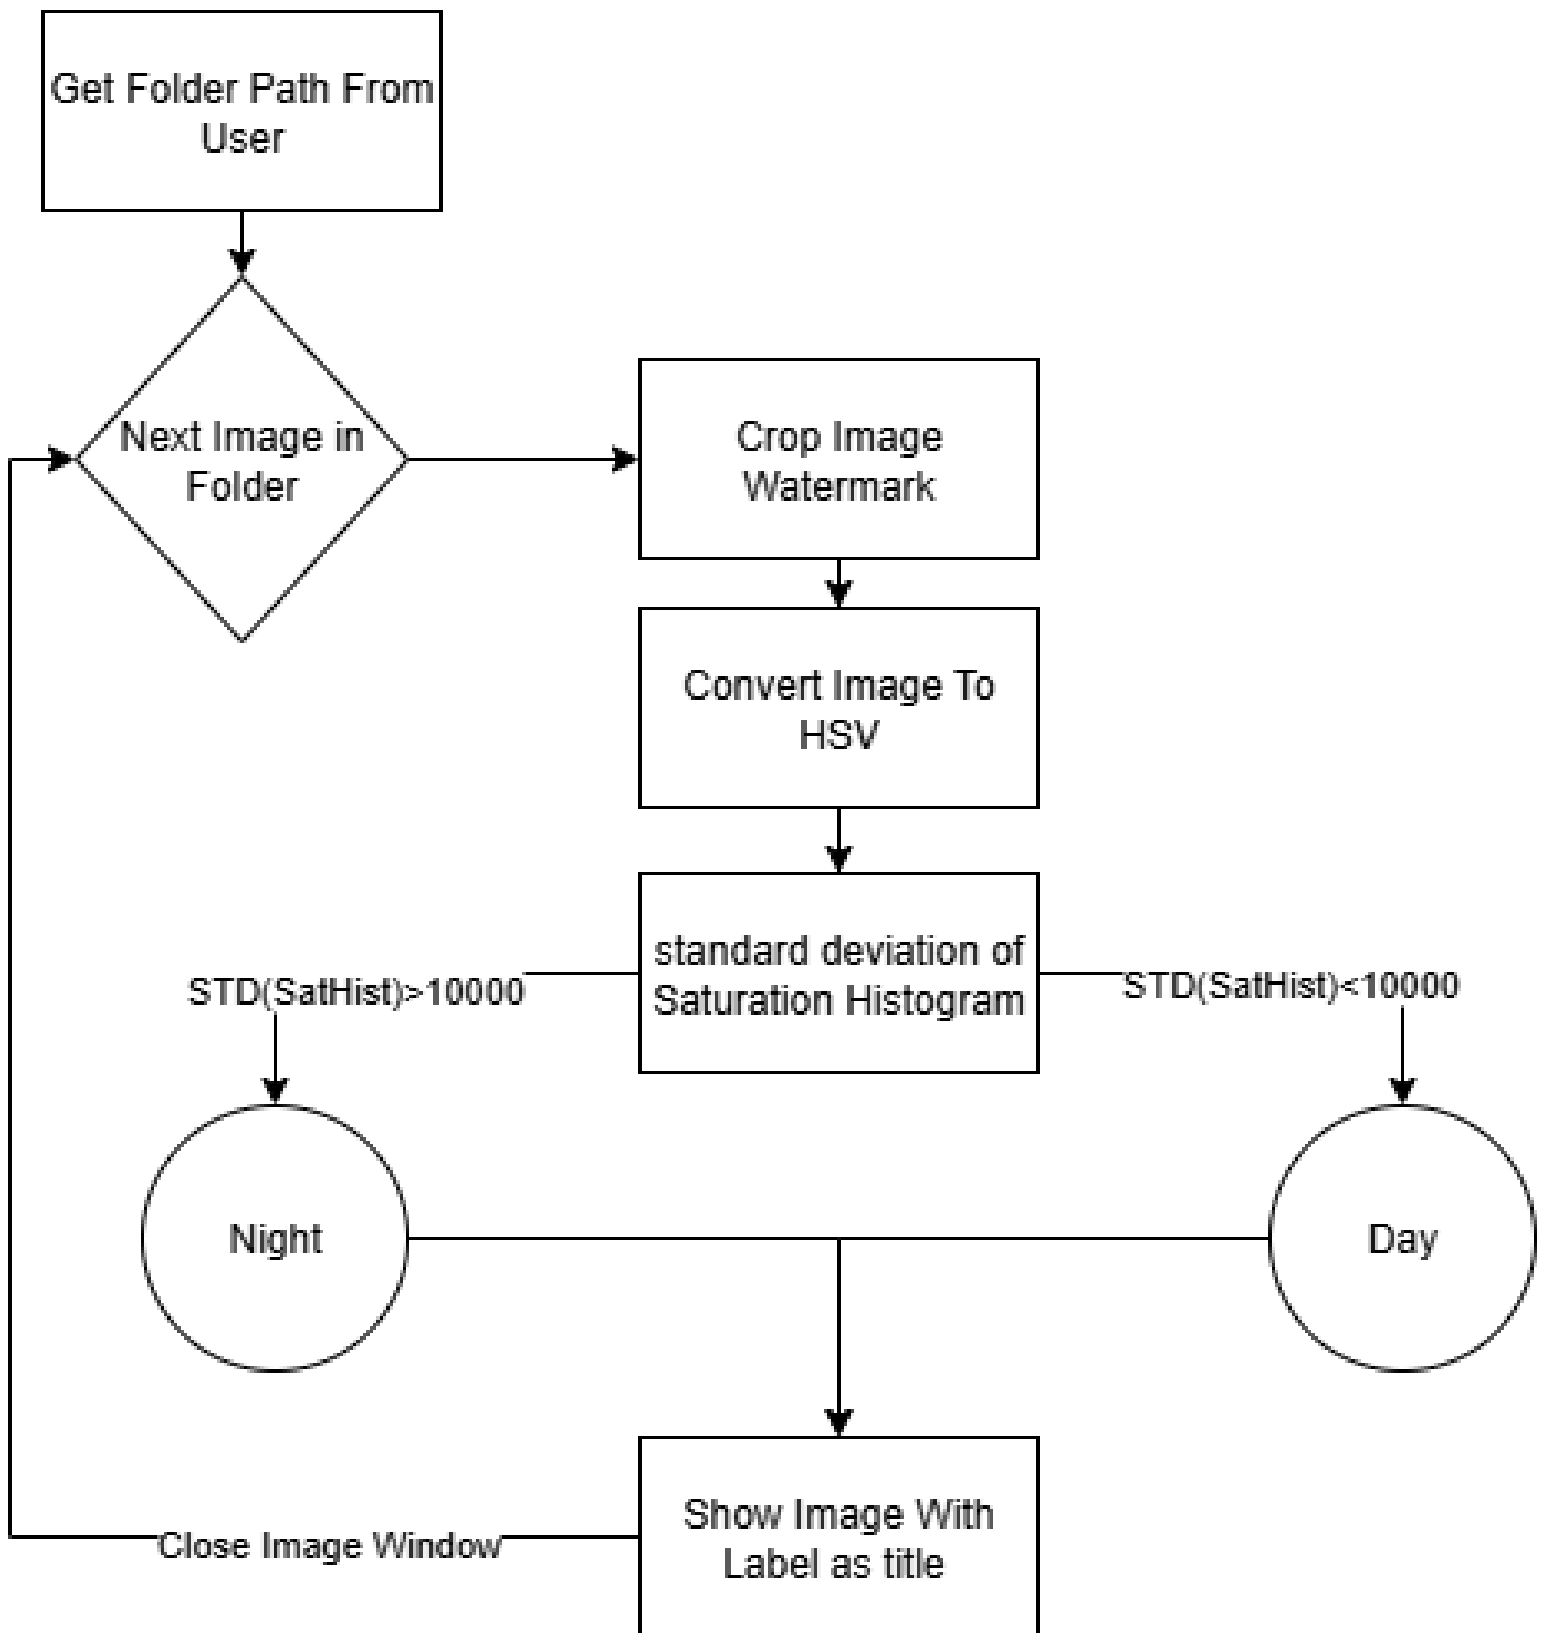 Get Folder Path From
User
Next Image in
Folder
Crop Image
Watermark
Convert Image To
HSV
standard deviation of
Saturation Histogram
STD(SatHist)>10000
STD(SatHist)<10000
Night
Day
Show Image With
Label as title
Close Image Window